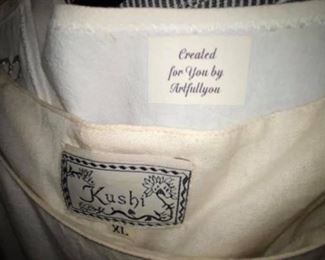 Created
for You by
Artfullyou
Kushi
XL